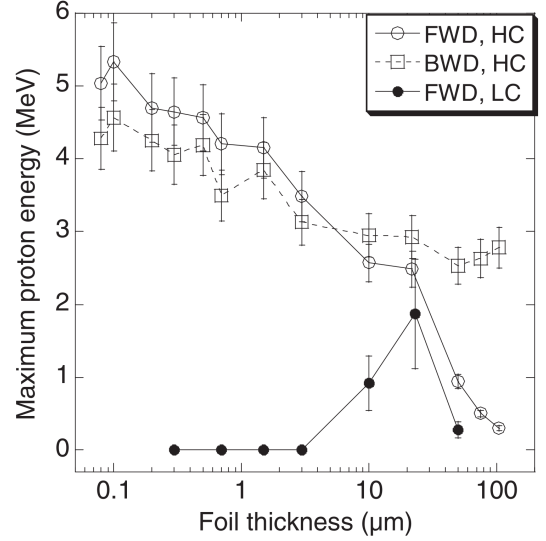 6
FWD, HC
BWD, HC
FWD, LC
5
4
3
2
1
0
Maximum proton energy (MeV)
0.1 1 10 100
Foil thickness (µm)